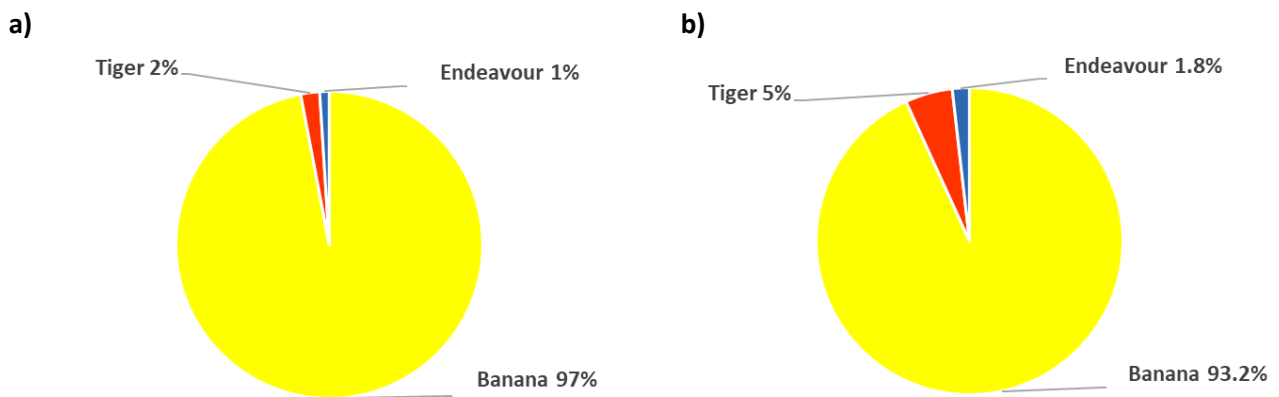 a)
Tiger 2%
Endeavour 1%
Banana 97%
b)
Tiger 5%
Endeavour 1.8%
Banana 93.2%